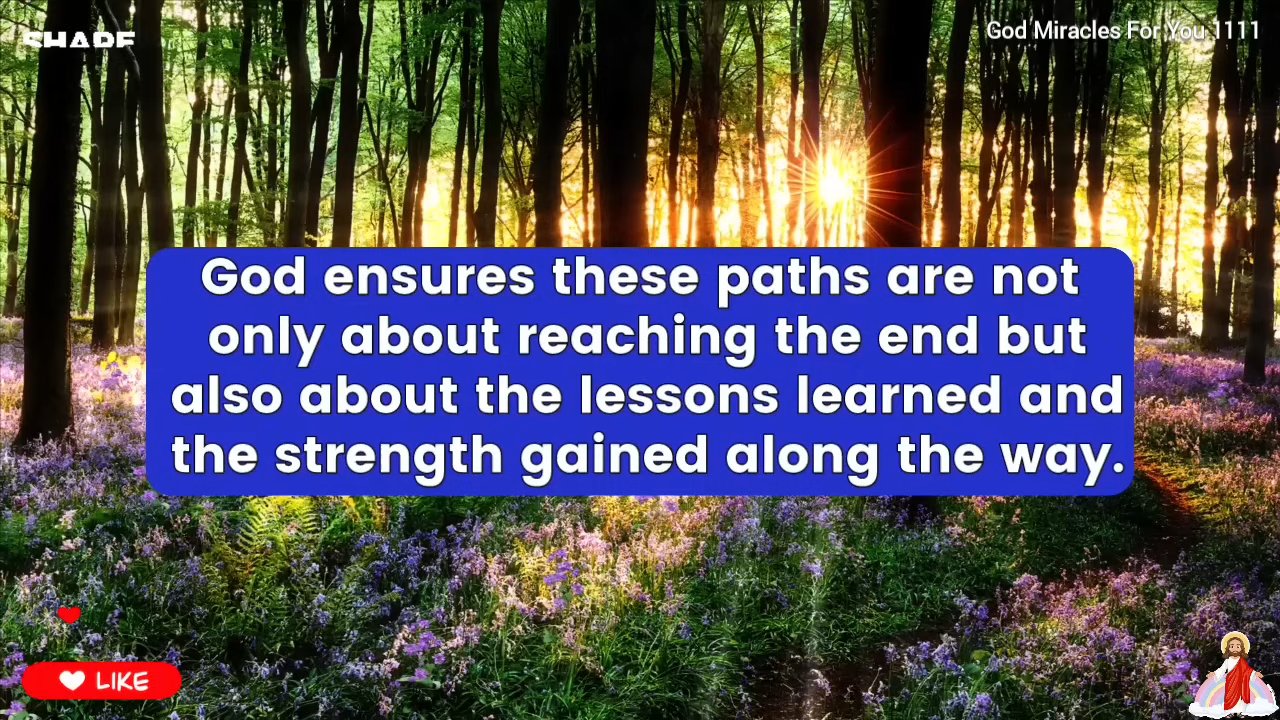 SHARE
God Miracles For You 1111
God ensures these paths are not
only about reaching the end but
also about the lessons learned and
the strength gained along the way.
LIKE